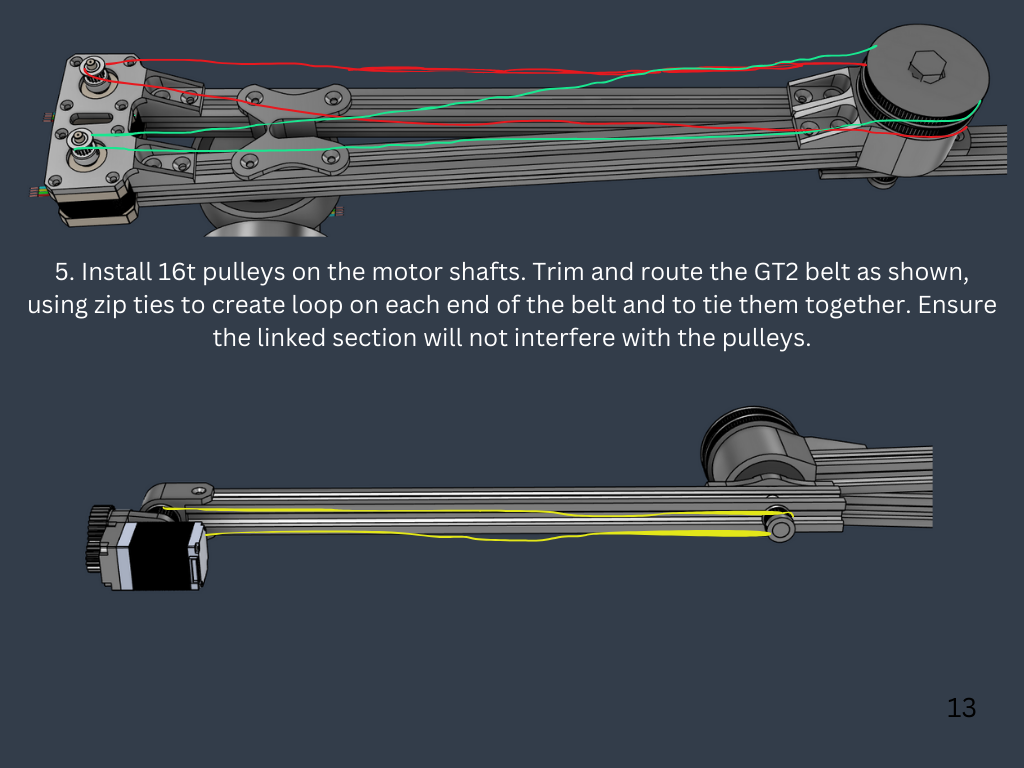 5. Install 16t pulleys on the motor shafts. Trim and route the GT2 belt as shown,
using zip ties to create loop on each end of the belt and to tie them together. Ensure
the linked section will not interfere with the pulleys.
13